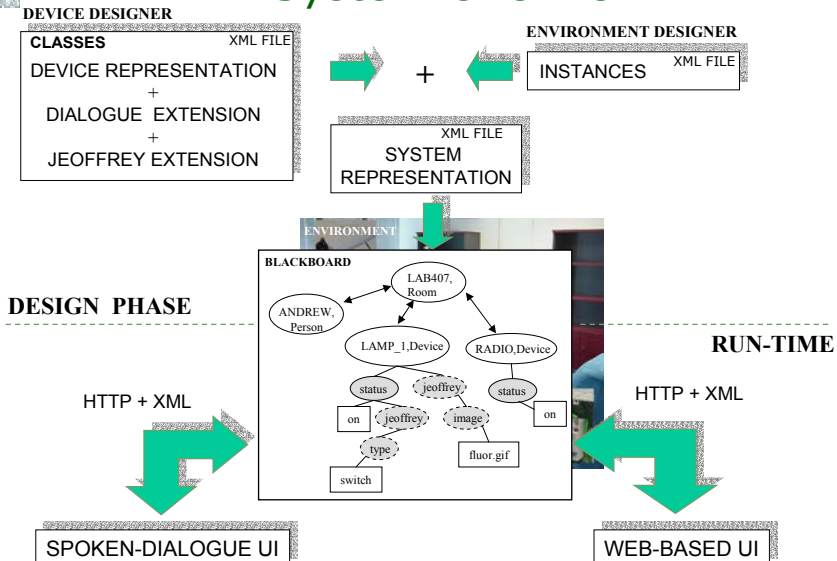 DEVICE DESIGNER
CLASSES XML FILE
DEVICE REPRESENTATION
+
DIALOGUE EXTENSION
+
JEOFFREY EXTENSION
+
ENVIRONMENT DESIGNER
INSTANCES XML FILE
XML FILE
SYSTEM
REPRESENTATION
ENVIRONMENT
BLACKBOARD
LAB407,
Room
ANDREW,
Person
LAMP_1,Device
RADIO,Device
status
jeoffrey
status
on
jeoffrey
image
on
type
fluor.gif
switch
DESIGN PHASE
RUN-TIME
HTTP + XML
HTTP + XML
SPOKEN-DIALOGUE UI
WEB-BASED UI